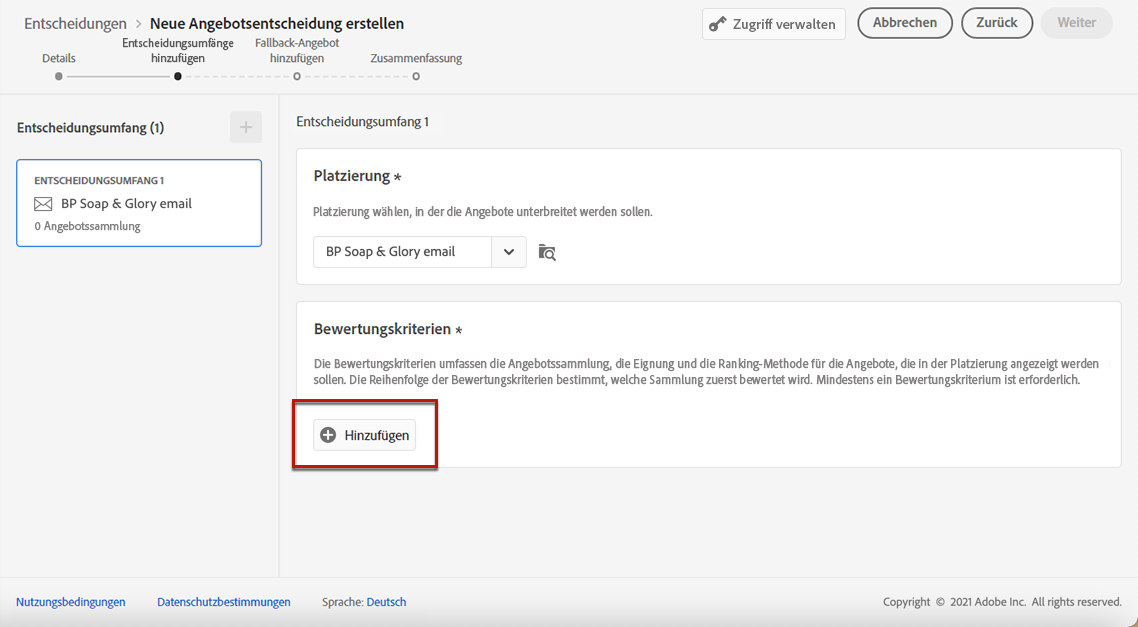 Entscheidungen > Neue Angebotsentscheidung erstellen
Zugriff verwalten
Abbrechen
Zurück
Weiter
Details
Entscheidungsumfänge
hinzufügen
Fallback-Angebot
hinzufügen
Zusammenfassung
Entscheidungsumfang (1)
ENTSCHEIDUNGSUMFANG 1
BP Soap & Glory email
0 Angebotssammlung
Entscheidungsumfang 1
Platzierung *
Platzierung wählen, in der die Angebote unterbreitet werden sollen.
BP Soap & Glory email
Bewertungskriterien *
Die Bewertungskriterien umfassen die Angebotssammlung, die Eignung und die Ranking-Methode für die Angebote, die in der Platzierung angezeigt werden
sollen. Die Reihenfolge der Bewertungskriterien bestimmt, welche Sammlung zuerst bewertet wird. Mindestens ein Bewertungskriterium ist erforderlich.
Hinzufügen
Nutzungsbedingungen
Datenschutzbestimmungen
Sprache: Deutsch
Copyright © 2021 Adobe Inc. All rights reserved.